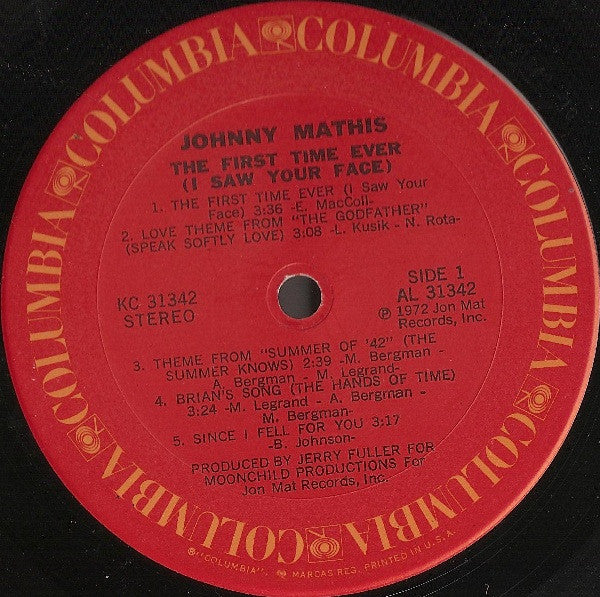 COLUMBIA COLUMBIA COLUMBIA COLUMBIA COLUMBIA COLUMBIA
JOHNNY MATHIS
THE FIRST TIME EVER
(I SAW YOUR FACE)
1. THE FIRST TIME EVER (I Saw Your
Face) 3:36 -E. MacColl-
2. LOVE THEME FROM "THE GODFATHER"
(SPEAK SOFTLY LOVE) 3:08 -L. Kusik - N. Rota-
KC 31342
STEREO
SIDE 1
AL 31342
℗ 1972 Jon Mat
Records, Inc.
3. THEME FROM "SUMMER OF '42" (THE
SUMMER KNOWS) 2:39 -M. Bergman -
A. Bergman - M. Legrand-
4. BRIAN'S SONG (THE HANDS OF TIME)
3:24 -M. Legrand - A. Bergman -
M. Bergman-
5. SINCE I FELL FOR YOU 3:17
-B. Johnson-
PRODUCED BY JERRY FULLER FOR
MOONCHILD PRODUCTIONS For
Jon Mat Records, Inc.
®"COLUMBIA", MARCAS REG. PRINTED IN U.S.A.